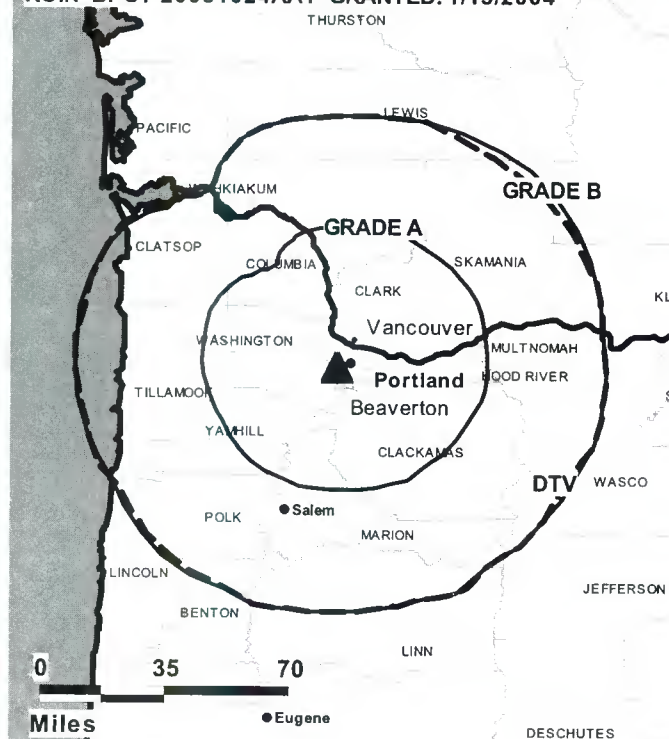 THURSTON
LEWIS
PACIFIC
GRADE B
CLATSOP
GRADE A
COLUMBIA
SKAMANIA
CLARK
KL
WASHINGTON
Vancouver
MULTNOMAH
Portland
HOOD RIVER
TILLAMOOK
Beaverton
YAMHILL
CLACKAMAS
DTV
WASCO
Salem
POLK
MARION
LINCOLN
JEFFERSON
BENTON
LINN
0 35 70
Miles
Eugene
DESCHUTES